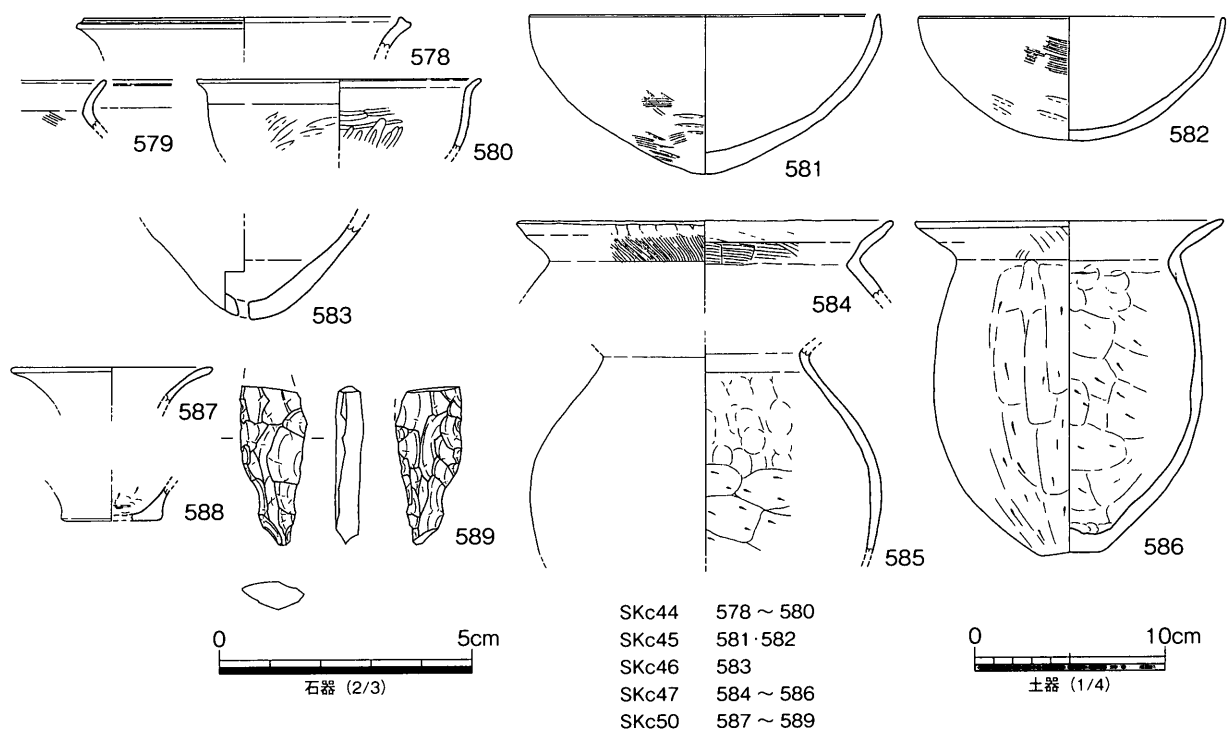 578
579
580
581
582
583
584
585
586
587
588
589
0 5cm
石器 (2/3)
SKc44 578 ~ 580
SKc45 581·582
SKc46 583
SKc47 584 ~ 586
SKc50 587 ~ 589
0 10cm
土器 (1/4)